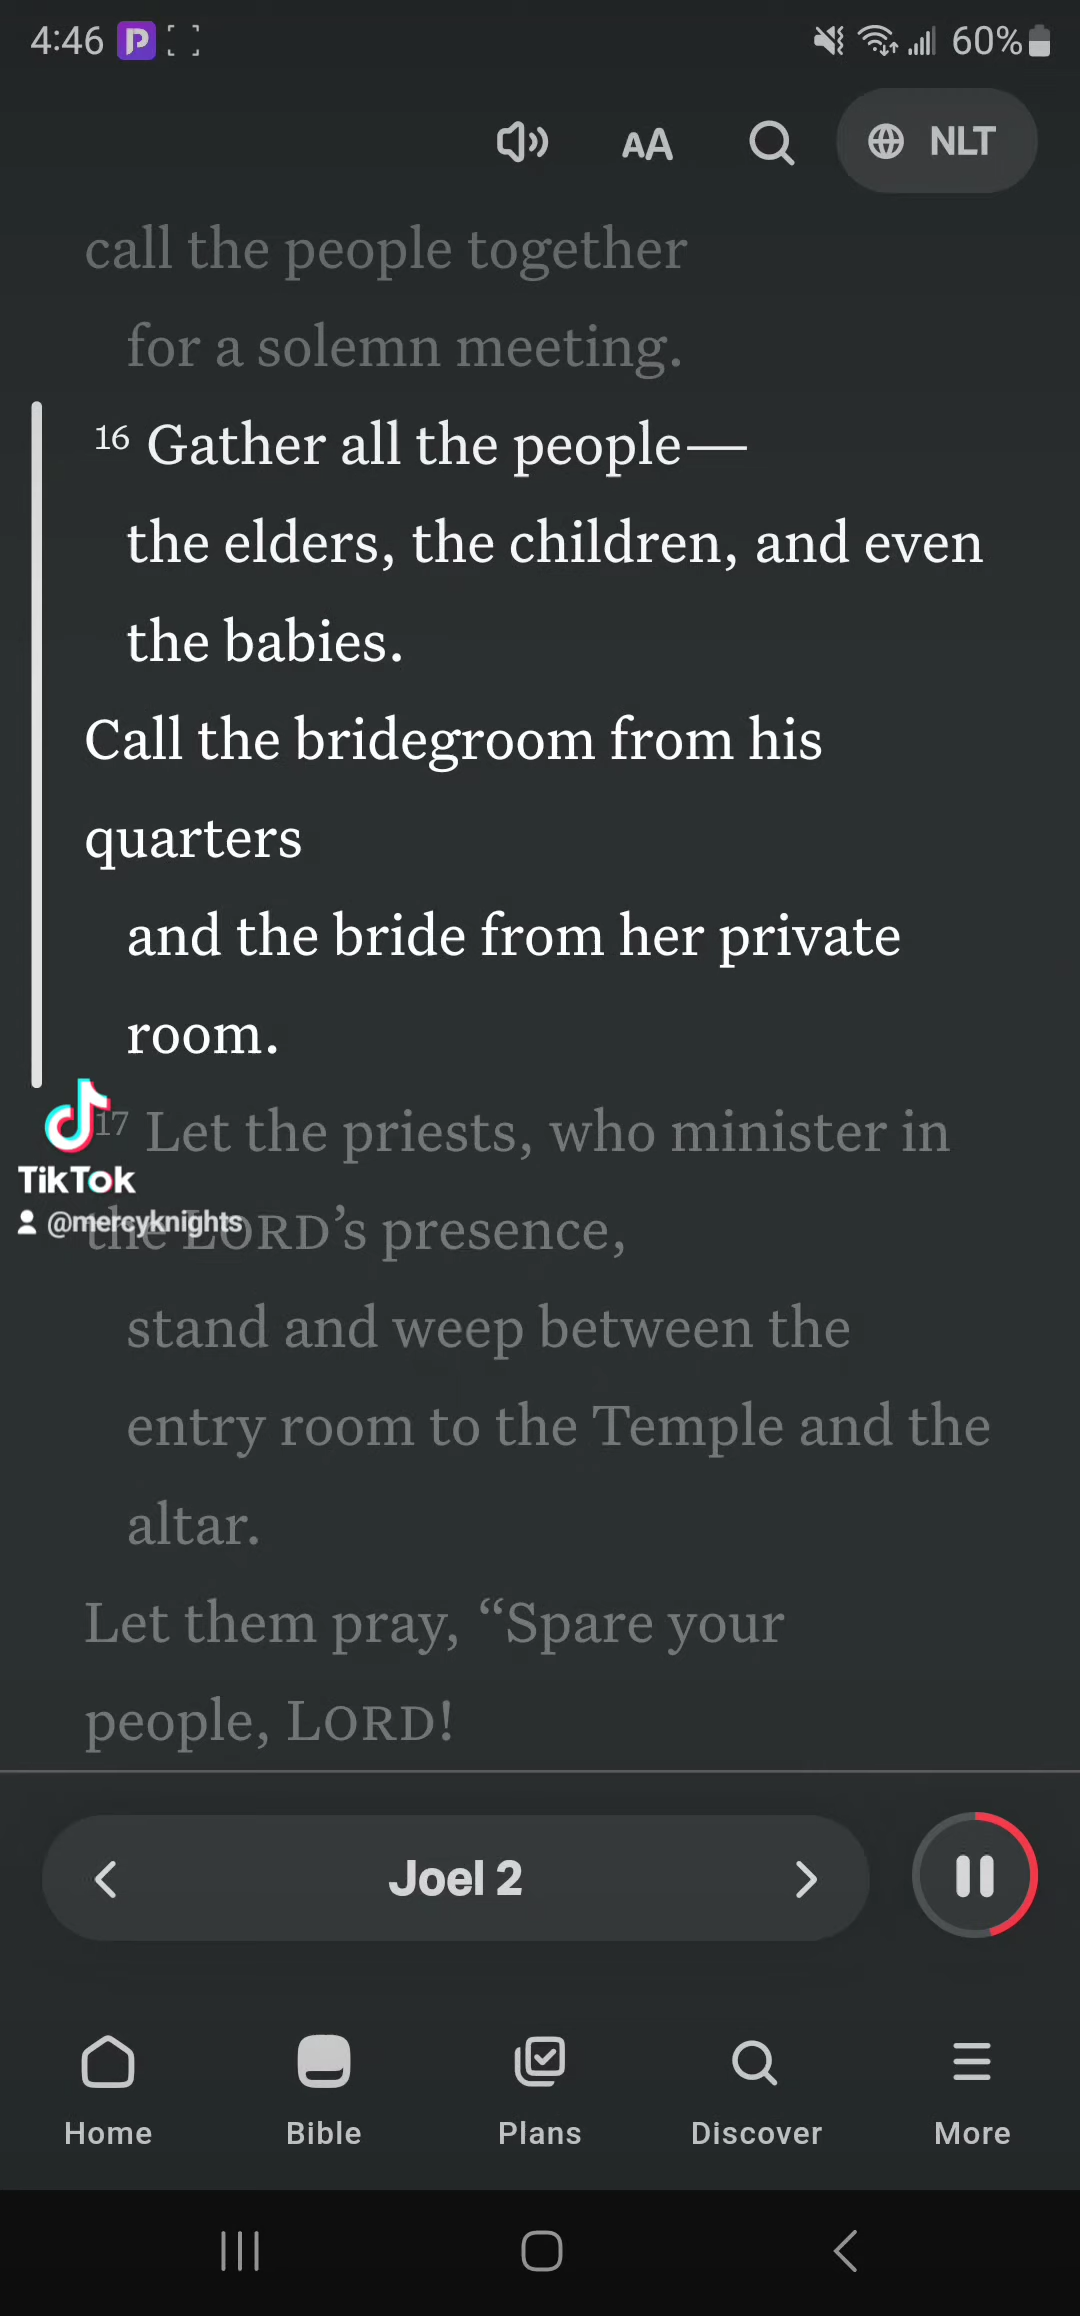 4:46
60%
AA
NLT
call the people together
for a solemn meeting.
16 Gather all the people—
the elders, the children, and even
the babies.
Call the bridegroom from his
quarters
and the bride from her private
room.
17 Let the priests, who minister in
TikTok
@mercyknights
the LORD’s presence,
stand and weep between the
entry room to the Temple and the
altar.
Let them pray, “Spare your
people, LORD!
Joel 2
Home
Bible
Plans
Discover
More